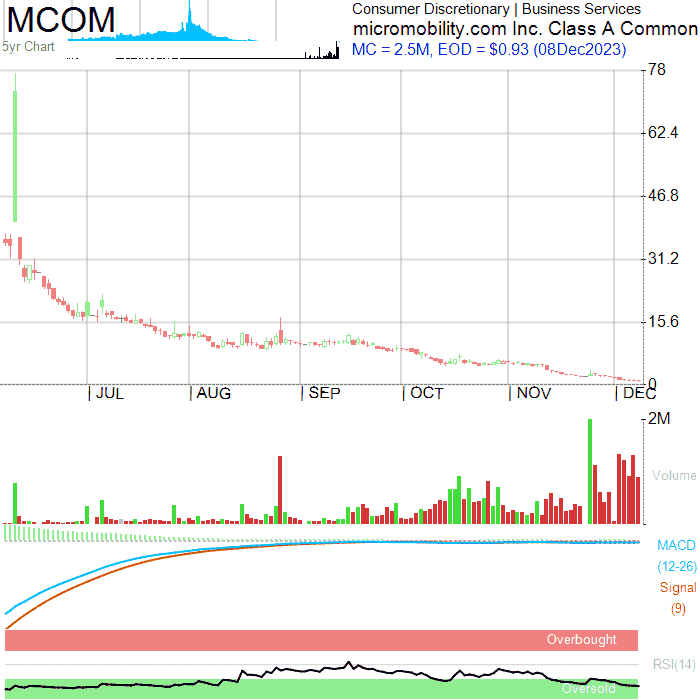 MCOM
Consumer Discretionary | Business Services
micromobility.com Inc. Class A Common
5yr Chart
MC = 2.5M, EOD = $0.93 (08Dec2023)
78
62.4
46.8
31.2
15.6
0
JUL AUG SEP OCT NOV DEC
2M
Volume
MACD
(12-26)
Signal
(9)
Overbought
RSI(14)
Oversold